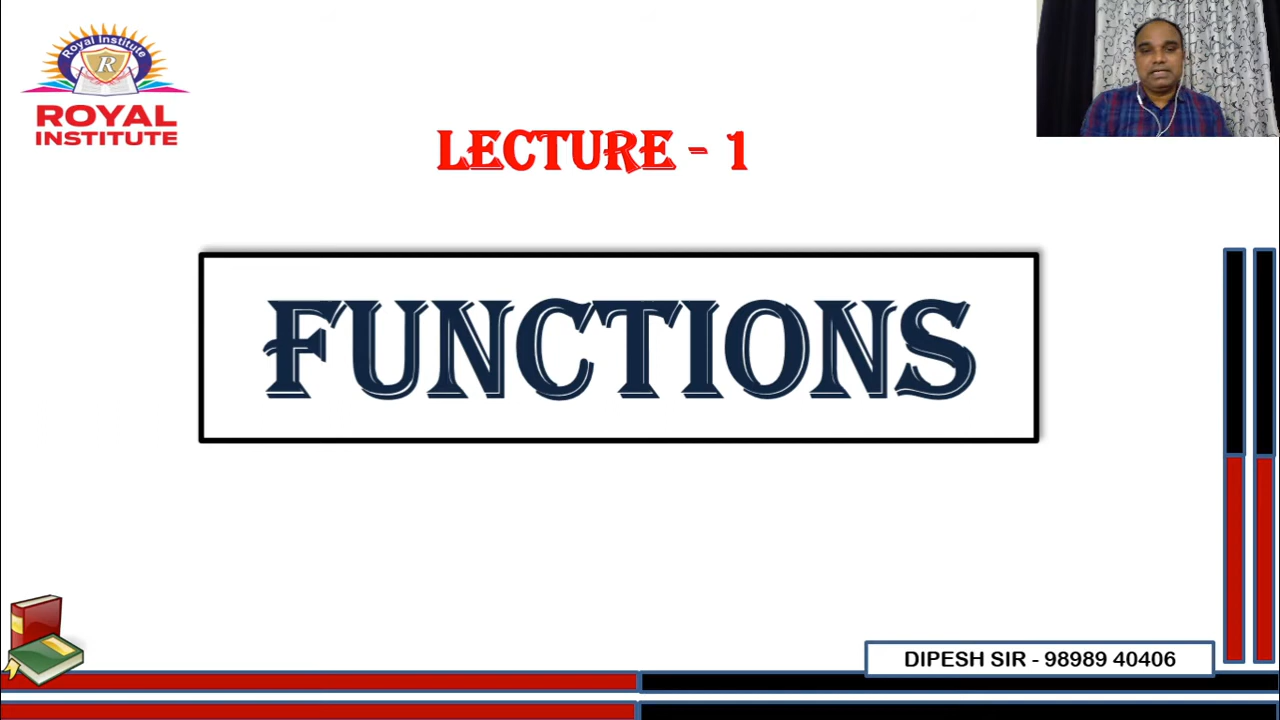 Royal Institute
R
ROYAL
INSTITUTE
LECTURE - 1
FUNCTIONS
DIPESH SIR - 98989 40406